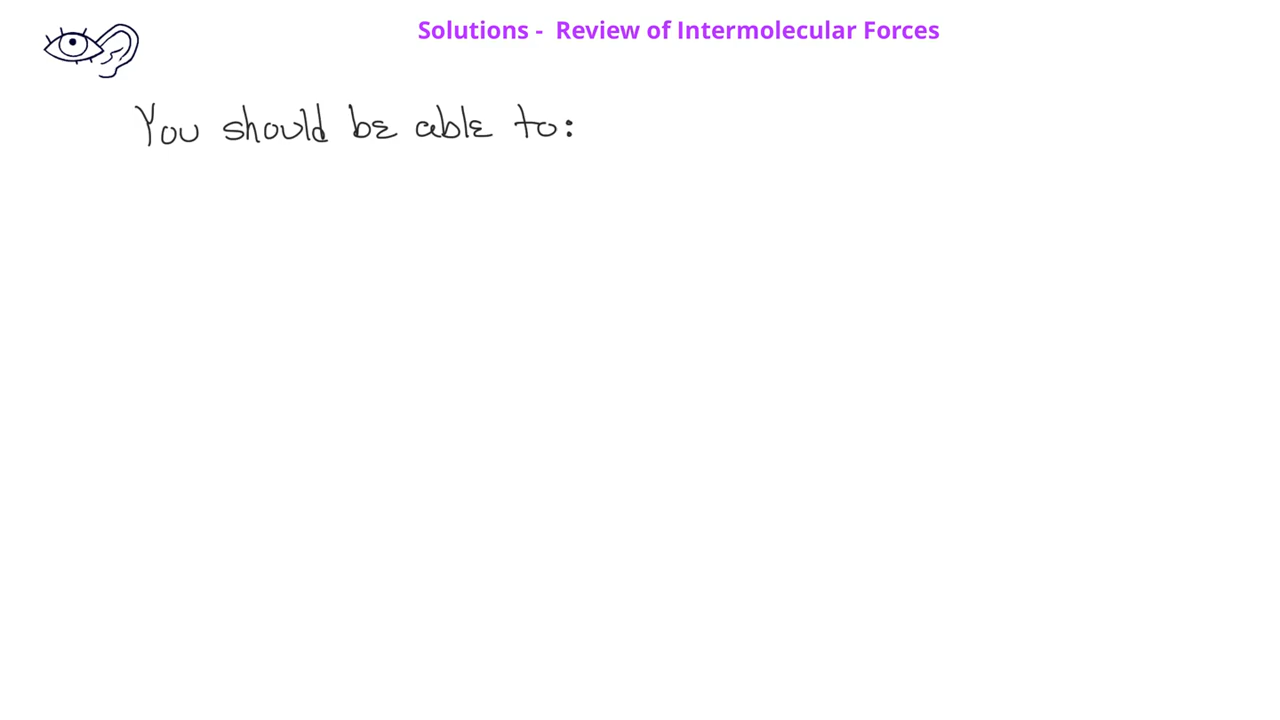 Solutions - Review of Intermolecular Forces
You should be able to: